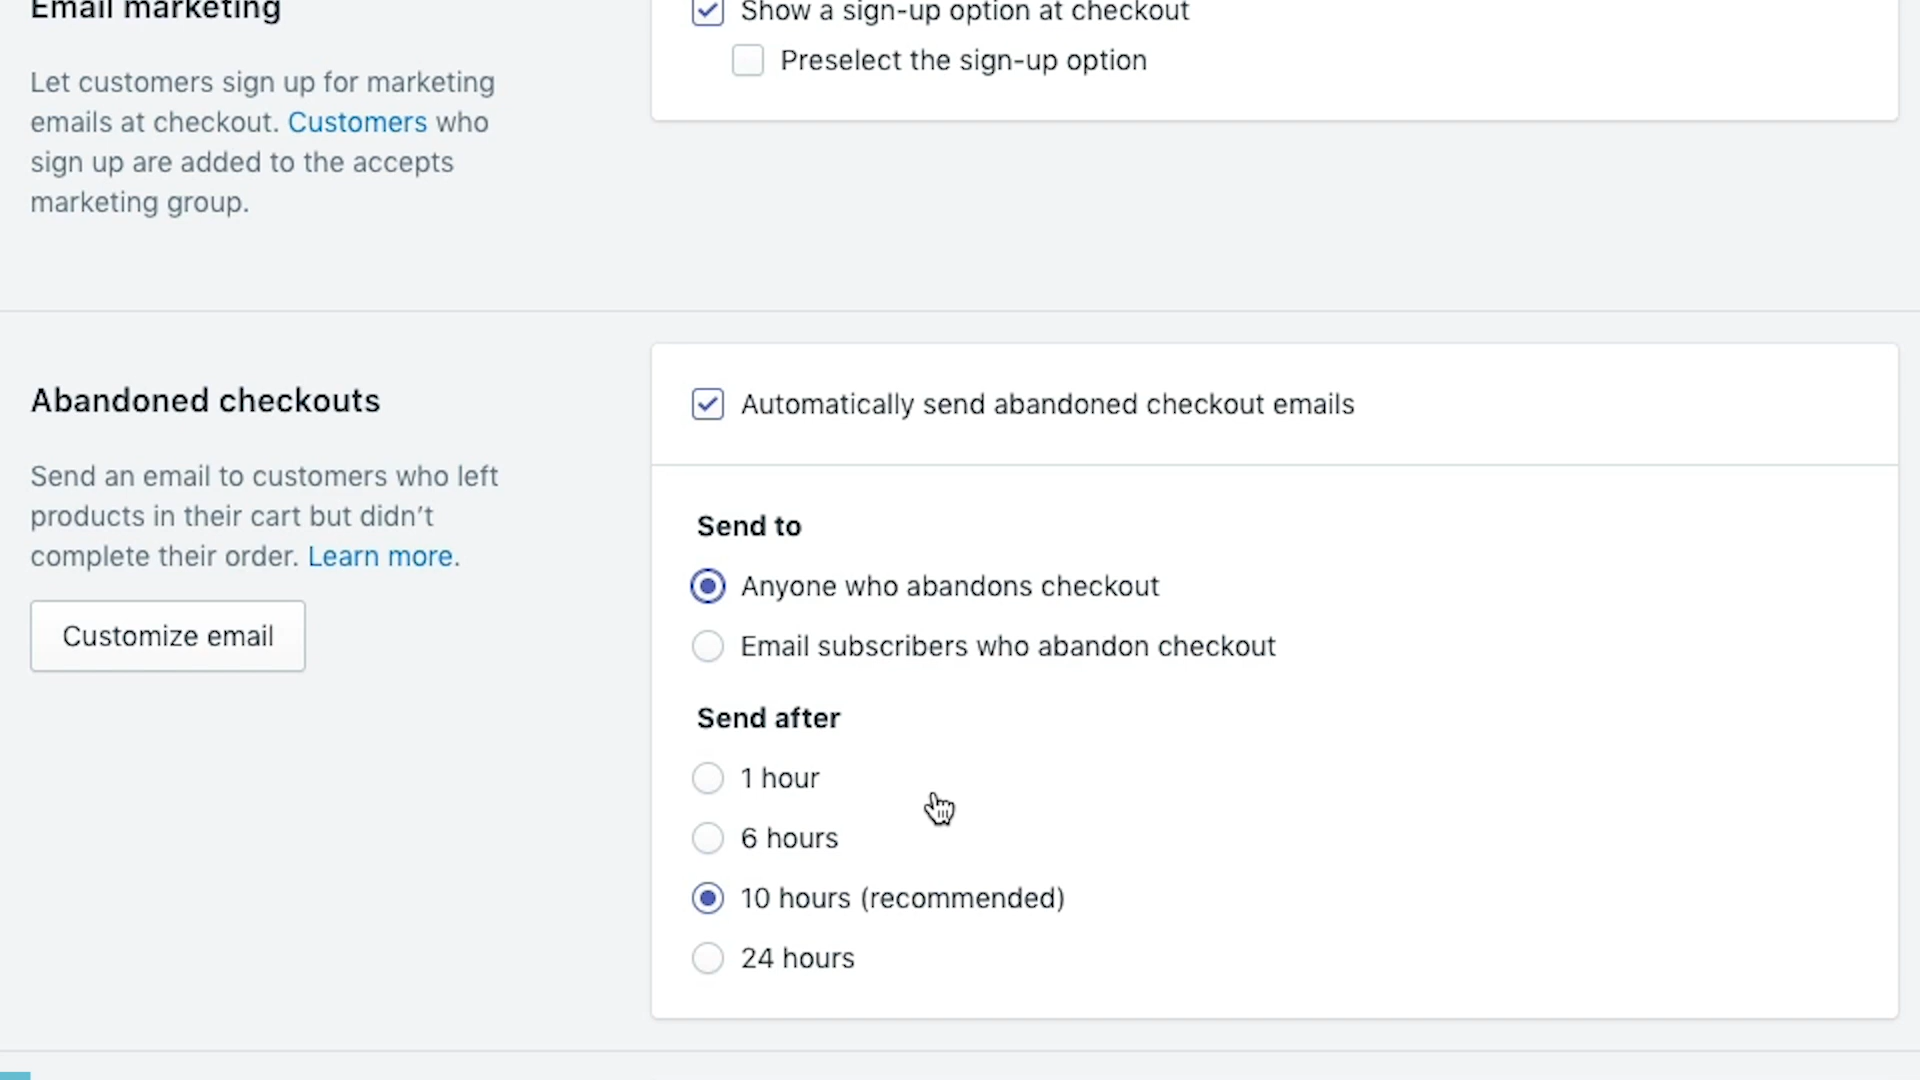 Email marketing
Show a sign-up option at checkout
Preselect the sign-up option
Let customers sign up for marketing
emails at checkout. Customers who
sign up are added to the accepts
marketing group.
Abandoned checkouts
Send an email to customers who left
products in their cart but didn’t
complete their order. Learn more.
Customize email
Automatically send abandoned checkout emails
Send to
Anyone who abandons checkout
Email subscribers who abandon checkout
Send after
1 hour
6 hours
10 hours (recommended)
24 hours